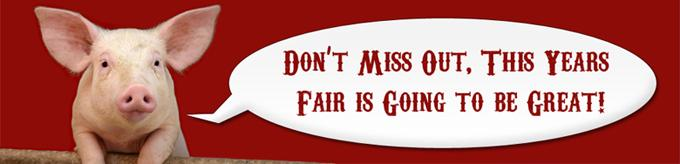 Don't Miss Out, This Years
Fair is Going to be Great!